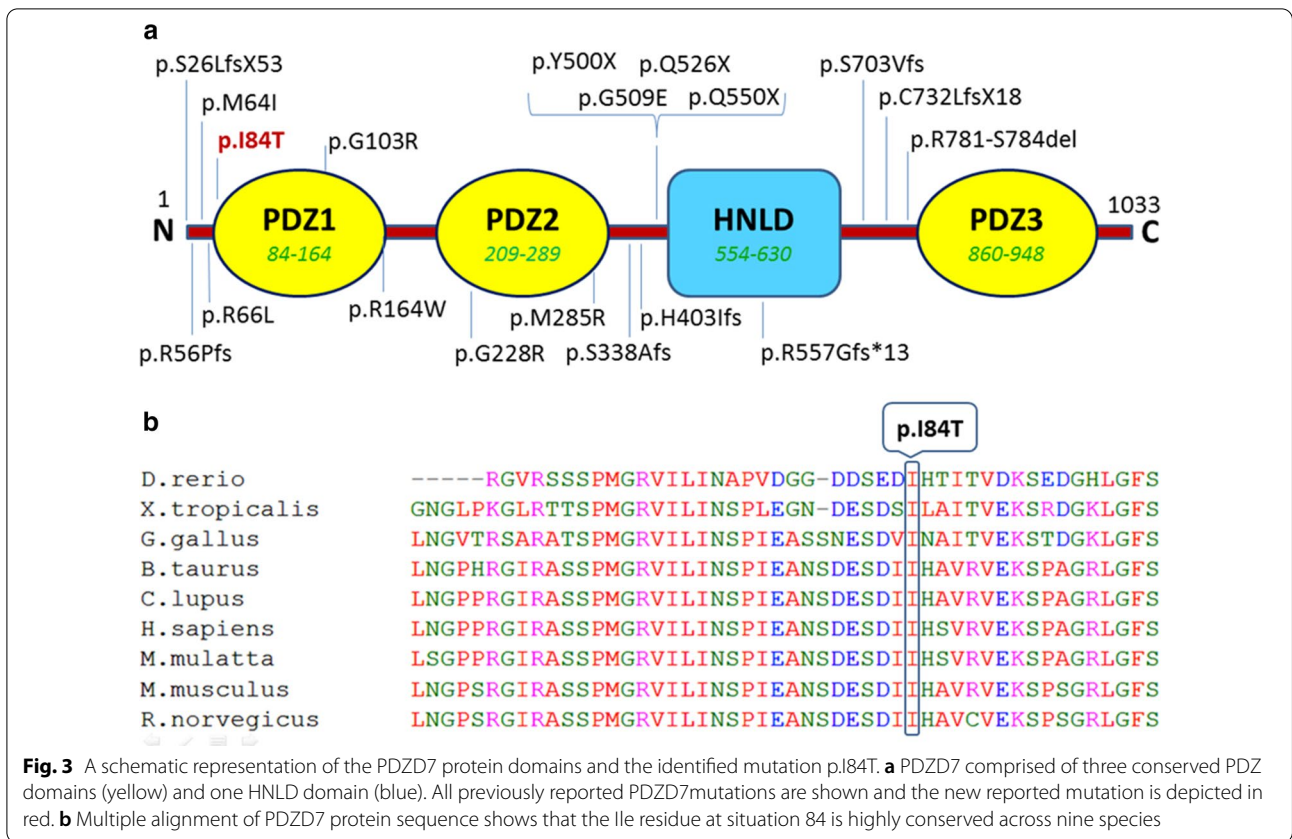 a
p.S26LfsX53 p.Y500X p.Q526X p.S703Vfs
p.M64I p.G509E p.Q550X p.C732LfsX18
p.I84T p.G103R p.R781-S784del
1 1033
N PDZ1 PDZ2 HNLD PDZ3 C
84-164 209-289 554-630 860-948
p.R66L p.R164W p.M285R p.H403Ifs
p.R56Pfs p.G228R p.S338Afs p.R557Gfs*13
b
p.I84T
D.rerio -----RGVRSSSPMGRVILINAPVDGG-DDSEDIHTITVDKSEDGHLGFS
X.tropicalis GNGLPKGLRTTSPMGRVILINSPLEGN-DESDSILAITVEKSRDGKLGFS
G.gallus LNGVTRSARATSPMGRVILINSPIEASSNESDVINAITVEKSTDGKLGFS
B.taurus LNGPHRGIRASSPMGRVILINSPIEANSDESDIIHAVRVEKSPAGRLGFS
C.lupus LNGPPRGIRASSPMGRVILINSPIEANSDESDIIHAVRVEKSPAGRLGFS
H.sapiens LNGPPRGIRASSPMGRVILINSPIEANSDESDIIHSVRVEKSPAGRLGFS
M.mulatta LSGPPRGIRASSPMGRVILINSPIEANSDESDIIHSVRVEKSPAGRLGFS
M.musculus LNGPSRGIRASSPMGRVILINSPIEANSDESDIIHAVRVEKSPSGRLGFS
R.norvegicus LNGPSRGIRASSPMGRVILINSPIEANSDESDIIHAVCVEKSPSGRLGFS
Fig. 3 A schematic representation of the PDZD7 protein domains and the identified mutation p.I84T. a PDZD7 comprised of three conserved PDZ
domains (yellow) and one HNLD domain (blue). All previously reported PDZD7mutations are shown and the new reported mutation is depicted in
red. b Multiple alignment of PDZD7 protein sequence shows that the Ile residue at situation 84 is highly conserved across nine species